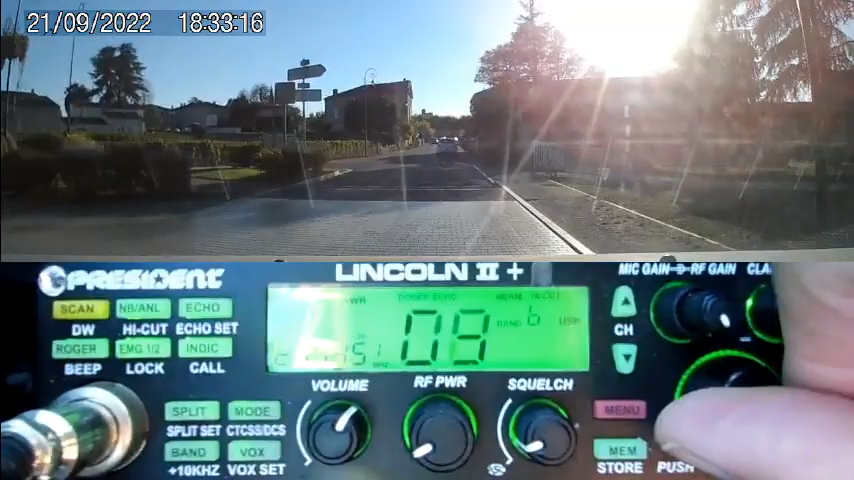 21/09/2022 18:33:16
PRESIDENT
LINCOLN II +
MIC GAIN RF GAIN
SCAN
NB/ANL
ECHO
DW
HI-CUT
ECHO SET
ROGER
EMG 1/2
INDIC
BEEP
LOCK
CALL
BAND 6
USB
CH
VOLUME
RF PWR
SQUELCH
SPLIT
MODE
SPLIT SET
CTCSS/DCS
BAND
VOX
+10KHZ
VOX SET
MENU
MEM
STORE
PUSH